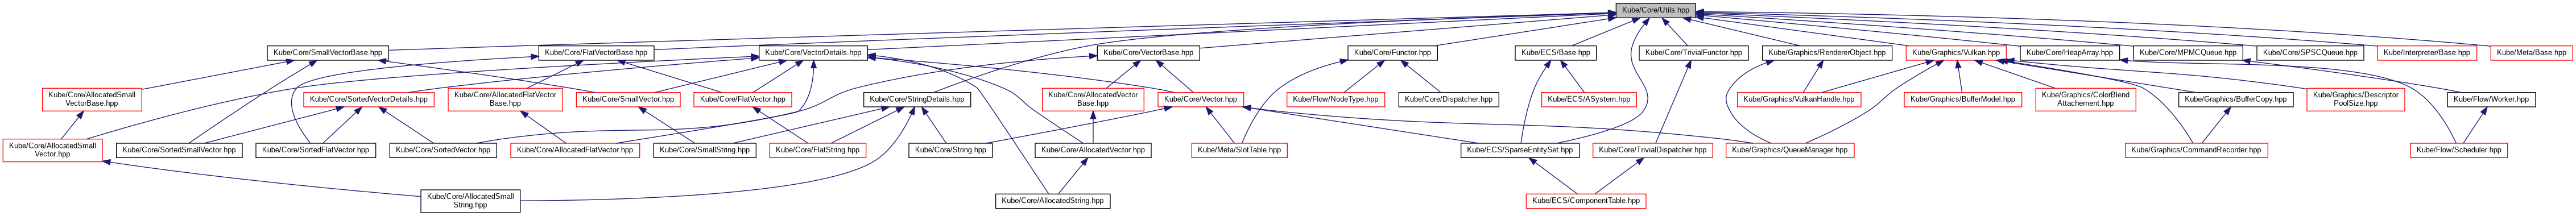 Kube/Core/Utils.hpp
Kube/Core/SmallVectorBase.hpp
Kube/Core/FlatVectorBase.hpp
Kube/Core/VectorDetails.hpp
Kube/Core/VectorBase.hpp
Kube/Core/Functor.hpp
Kube/ECS/Base.hpp
Kube/Core/TrivialFunctor.hpp
Kube/Graphics/RendererObject.hpp
Kube/Graphics/Vulkan.hpp
Kube/Core/HeapArray.hpp
Kube/Core/MPMCQueue.hpp
Kube/Core/SPSCQueue.hpp
Kube/Interpreter/Base.hpp
Kube/Meta/Base.hpp
Kube/Core/AllocatedSmall
VectorBase.hpp
Kube/Core/SortedVectorDetails.hpp
Kube/Core/AllocatedFlatVector
Base.hpp
Kube/Core/SmallVector.hpp
Kube/Core/FlatVector.hpp
Kube/Core/StringDetails.hpp
Kube/Core/AllocatedVector
Base.hpp
Kube/Core/Vector.hpp
Kube/Flow/NodeType.hpp
Kube/Core/Dispatcher.hpp
Kube/ECS/ASystem.hpp
Kube/Graphics/VulkanHandle.hpp
Kube/Graphics/BufferModel.hpp
Kube/Graphics/ColorBlend
Attachement.hpp
Kube/Graphics/BufferCopy.hpp
Kube/Graphics/Descriptor
PoolSize.hpp
Kube/Flow/Worker.hpp
Kube/Core/AllocatedSmall
Vector.hpp
Kube/Core/SortedSmallVector.hpp
Kube/Core/SortedFlatVector.hpp
Kube/Core/SortedVector.hpp
Kube/Core/AllocatedFlatVector.hpp
Kube/Core/SmallString.hpp
Kube/Core/FlatString.hpp
Kube/Core/String.hpp
Kube/Core/AllocatedVector.hpp
Kube/Meta/SlotTable.hpp
Kube/ECS/SparseEntitySet.hpp
Kube/Core/TrivialDispatcher.hpp
Kube/Graphics/QueueManager.hpp
Kube/Graphics/CommandRecorder.hpp
Kube/Flow/Scheduler.hpp
Kube/Core/AllocatedSmall
String.hpp
Kube/Core/AllocatedString.hpp
Kube/ECS/ComponentTable.hpp